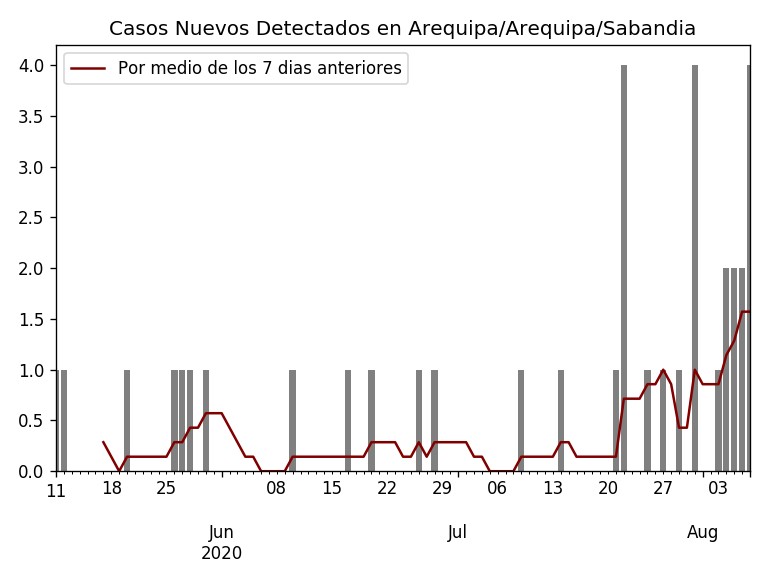 Casos Nuevos Detectados en Arequipa/Arequipa/Sabandia
Por medio de los 7 dias anteriores
4.0
3.5
3.0
2.5
2.0
1.5
1.0
0.5
0.0
11 18 25 08 15 22 29 06 13 20 27 03
Jun Jul Aug
2020